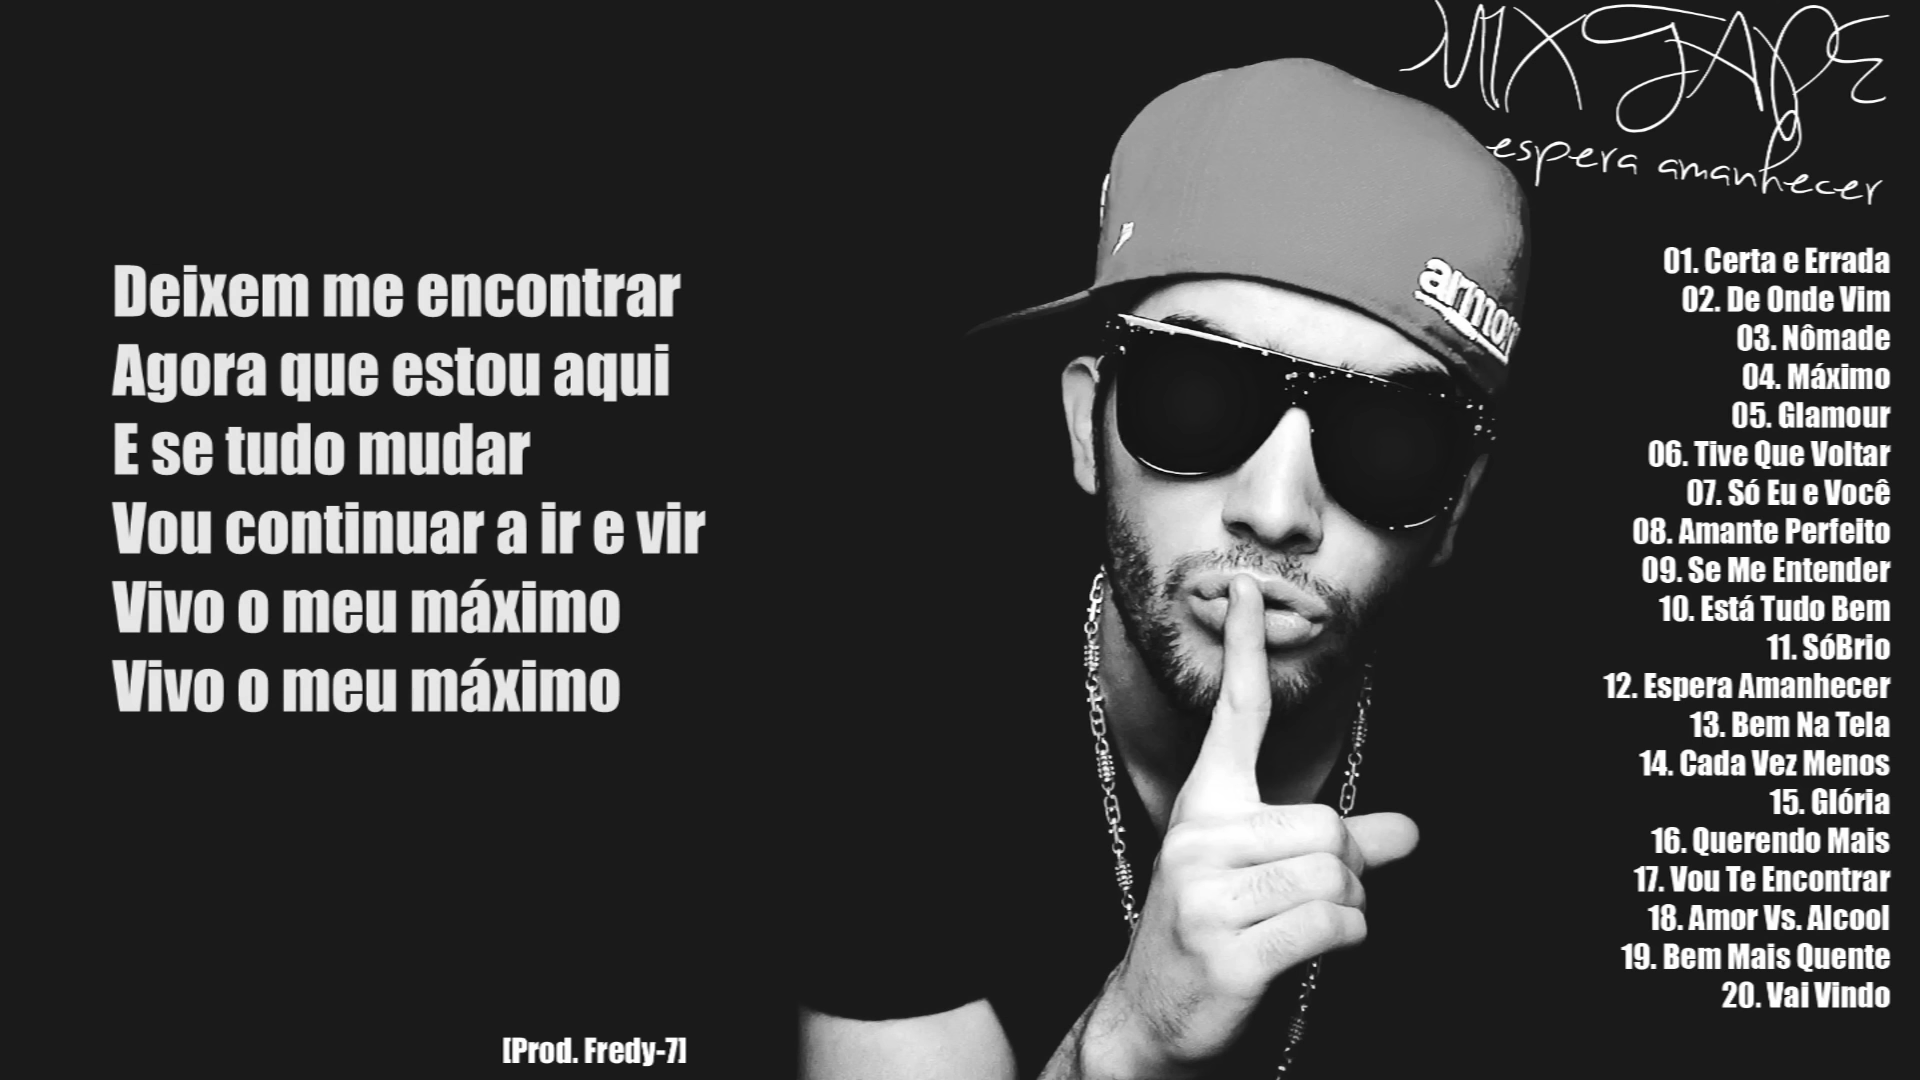 MIXTAPE
espera amanhecer
Deixem me encontrar
Agora que estou aqui
E se tudo mudar
Vou continuar a ir e vir
Vivo o meu máximo
Vivo o meu máximo
armor
01. Certa e Errada
02. De Onde Vim
03. Nômade
04. Máximo
05. Glamour
06. Tive Que Voltar
07. Só Eu e Você
08. Amante Perfeito
09. Se Me Entender
10. Está Tudo Bem
11. SóBrio
12. Espera Amanhecer
13. Bem Na Tela
14. Cada Vez Menos
15. Glória
16. Querendo Mais
17. Vou Te Encontrar
18. Amor Vs. Alcool
19. Bem Mais Quente
20. Vai Vindo
[Prod. Fredy-7]